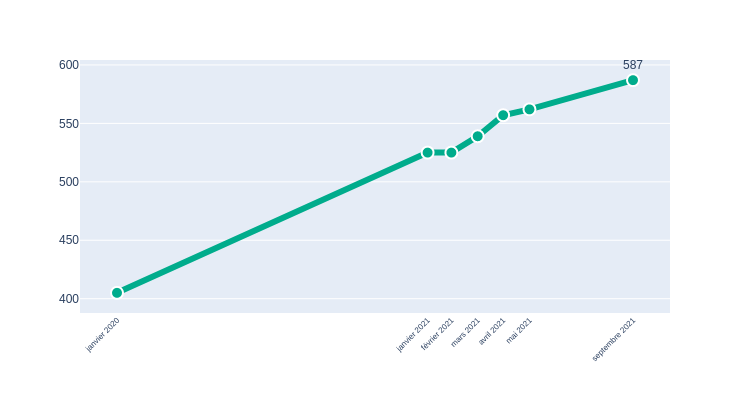 600
587
550
500
450
400
janvier 2020
janvier 2021
février 2021
mars 2021
avril 2021
mai 2021
septembre 2021